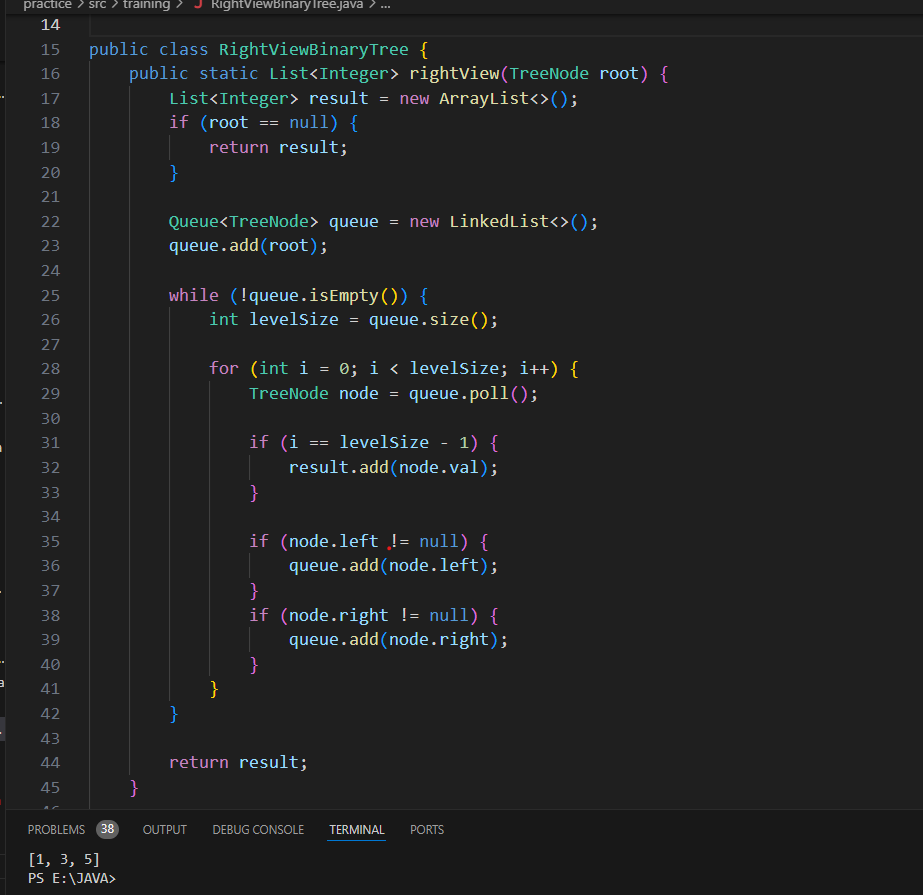 practice > src > training > J RightViewBinaryTree.java > ...
14
15 public class RightViewBinaryTree {
16     public static List<Integer> rightView(TreeNode root) {
17         List<Integer> result = new ArrayList<>();
18         if (root == null) {
19             return result;
20         }
21
22         Queue<TreeNode> queue = new LinkedList<>();
23         queue.add(root);
24
25         while (!queue.isEmpty()) {
26             int levelSize = queue.size();
27
28             for (int i = 0; i < levelSize; i++) {
29                 TreeNode node = queue.poll();
30
31                 if (i == levelSize - 1) {
32                     result.add(node.val);
33                 }
34
35                 if (node.left != null) {
36                     queue.add(node.left);
37                 }
38                 if (node.right != null) {
39                     queue.add(node.right);
40                 }
41             }
42         }
43
44         return result;
45     }
PROBLEMS 38 OUTPUT DEBUG CONSOLE TERMINAL PORTS
[1, 3, 5]
PS E:\JAVA>